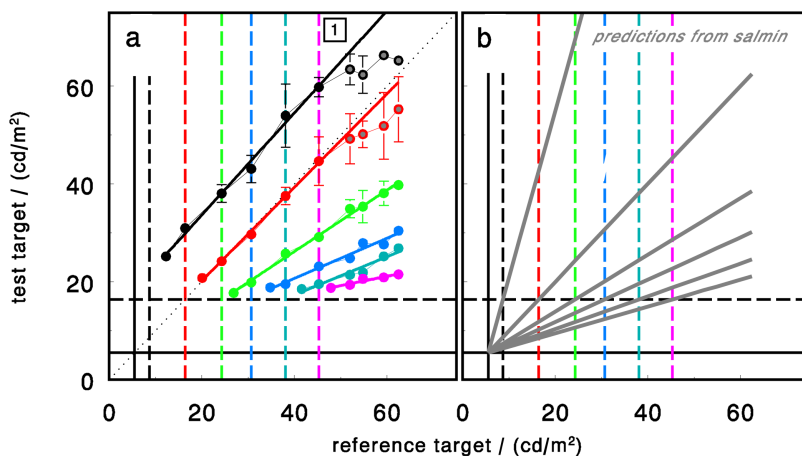 a
1
b
predictions from salmin
test target / (cd/m²)
60
40
20
0
0
20
40
60
0
20
40
60
reference target / (cd/m²)